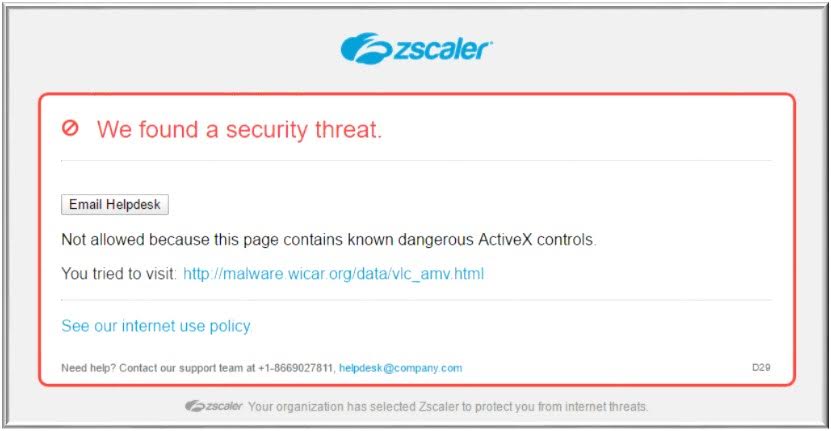 zscaler
We found a security threat.
Email Helpdesk
Not allowed because this page contains known dangerous ActiveX controls.
You tried to visit: http://malware.wicar.org/data/vlc_amv.html
See our internet use policy
Need help? Contact our support team at +1-8669027811, helpdesk@company.com D29
zscaler Your organization has selected Zscaler to protect you from internet threats.